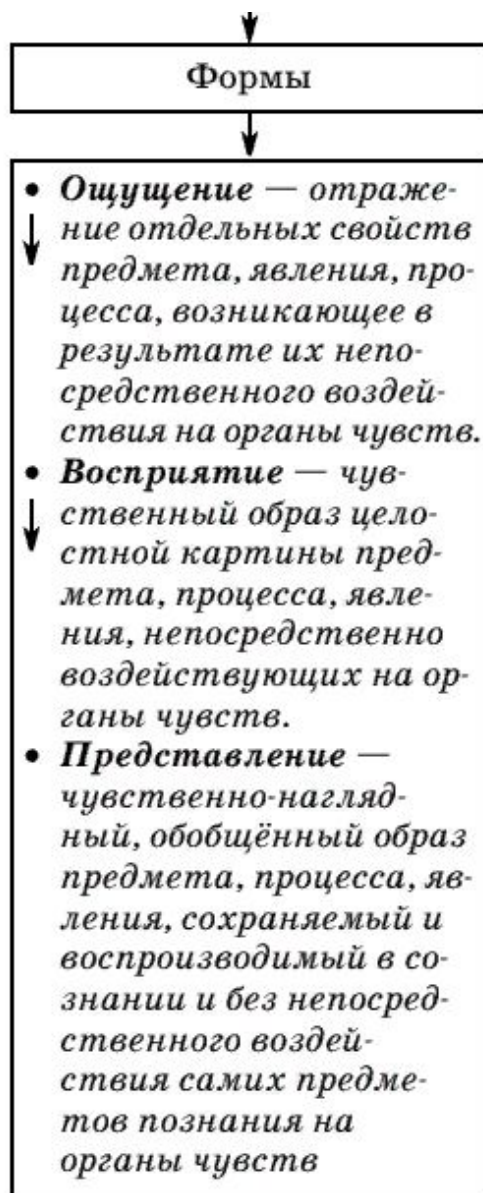 Формы
• Ощущение — отраже-
ние отдельных свойств
предмета, явления, про-
цесса, возникающее в
результате их непо-
средственного воздей-
ствия на органы чувств.
• Восприятие — чув-
ственный образ цело-
стной картины пред-
мета, процесса, явле-
ния, непосредственно
воздействующих на ор-
ганы чувств.
• Представление —
чувственно-нагляд-
ный, обобщённый образ
предмета, процесса, яв-
ления, сохраняемый и
воспроизводимый в со-
знании и без непосред-
ственного воздей-
ствия самих предме-
тов познания на
органы чувств